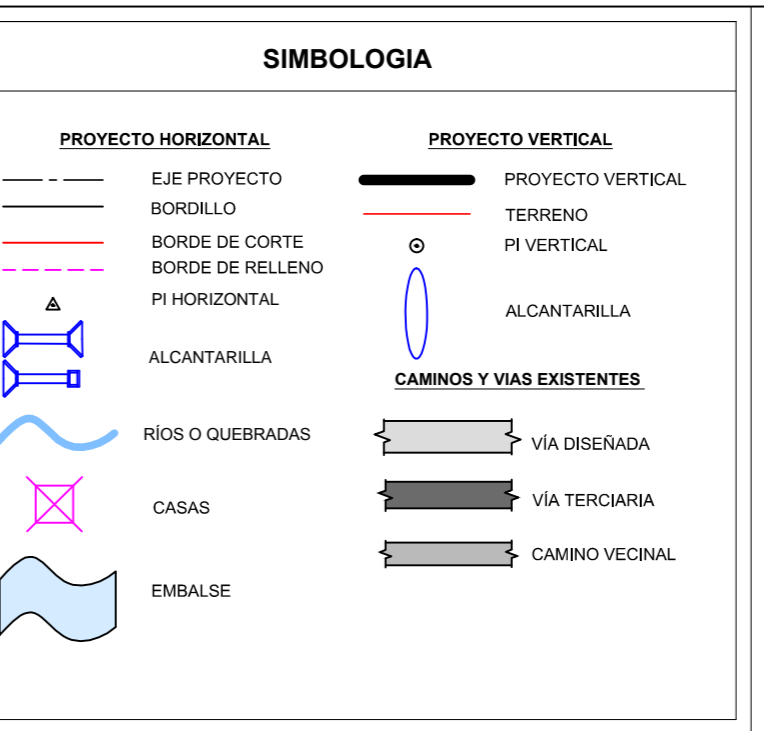 SIMBOLOGIA
PROYECTO HORIZONTAL
EJE PROYECTO
BORDILLO
BORDE DE CORTE
BORDE DE RELLENO
PI HORIZONTAL
ALCANTARILLA
RÍOS O QUEBRADAS
CASAS
EMBALSE
PROYECTO VERTICAL
PROYECTO VERTICAL
TERRENO
PI VERTICAL
ALCANTARILLA
CAMINOS Y VIAS EXISTENTES
VÍA DISEÑADA
VÍA TERCIARIA
CAMINO VECINAL